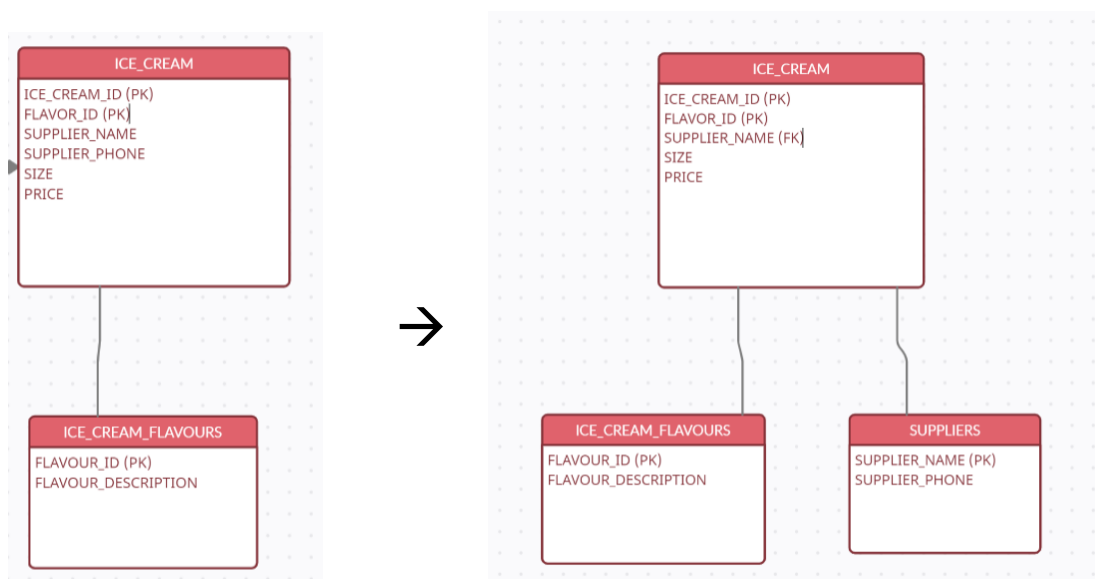 ICE_CREAM
ICE_CREAM_ID (PK)
FLAVOR_ID (PK)
SUPPLIER_NAME
SUPPLIER_PHONE
SIZE
PRICE
ICE_CREAM_FLAVOURS
FLAVOUR_ID (PK)
FLAVOUR_DESCRIPTION
ICE_CREAM
ICE_CREAM_ID (PK)
FLAVOR_ID (PK)
SUPPLIER_NAME (FK)
SIZE
PRICE
ICE_CREAM_FLAVOURS
FLAVOUR_ID (PK)
FLAVOUR_DESCRIPTION
SUPPLIERS
SUPPLIER_NAME (PK)
SUPPLIER_PHONE